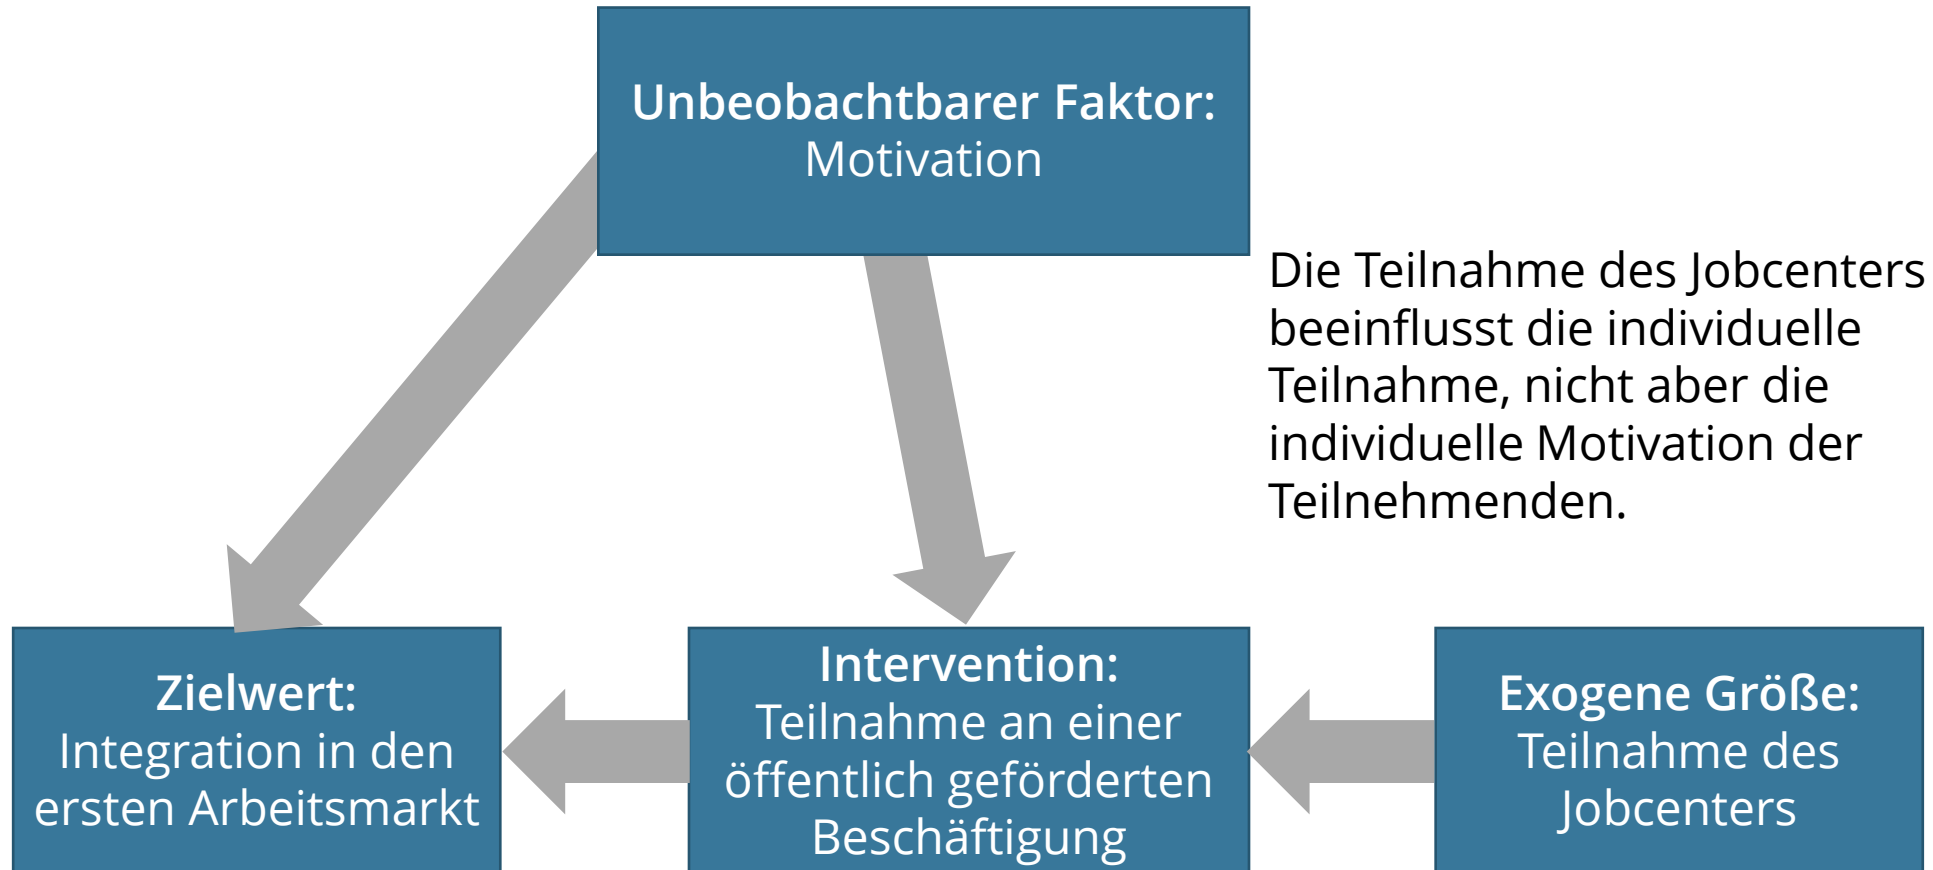 Unbeobachtbarer Faktor:
Motivation
Die Teilnahme des Jobcenters
beeinflusst die individuelle
Teilnahme, nicht aber die
individuelle Motivation der
Teilnehmenden.
Zielwert:
Integration in den
ersten Arbeitsmarkt
Intervention:
Teilnahme an einer
öffentlich geförderten
Beschäftigung
Exogene Größe:
Teilnahme des
Jobcenters